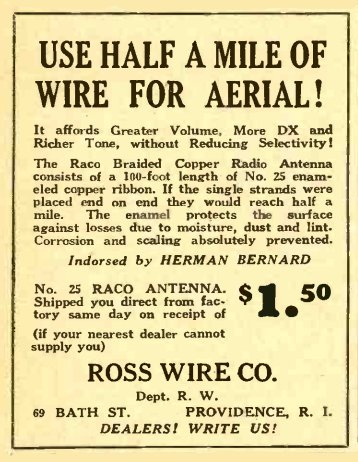 USE HALF A MILE OF
WIRE FOR AERIAL!
It affords Greater Volume, More DX and
Richer Tone, without Reducing Selectivity!
The Raco Braided Copper Radio Antenna
consists of a 100-foot length of No. 25 enam-
eled copper ribbon. If the single strands were
placed end on end they would reach half a
mile. The enamel protects the surface
against losses due to moisture, dust and lint.
Corrosion and scaling absolutely prevented.
Indorsed by HERMAN BERNARD
No. 25 RACO ANTENNA.
Shipped you direct from fac-
tory same day on receipt of
$1.50
(if your nearest dealer cannot
supply you)
ROSS WIRE CO.
Dept. R. W.
69 BATH ST. PROVIDENCE, R. I.
DEALERS! WRITE US!